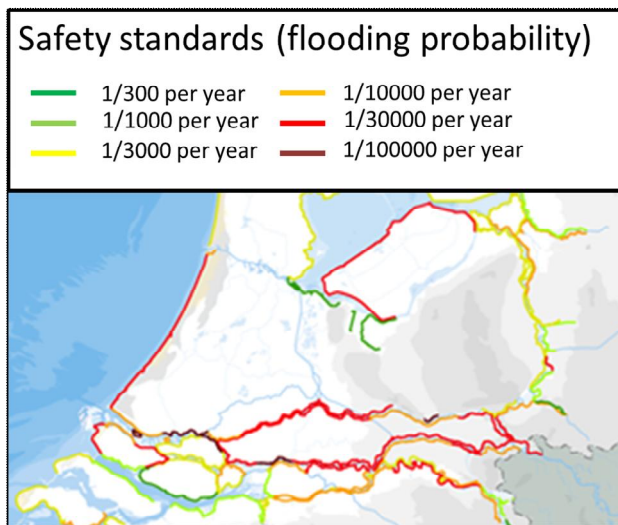 Safety standards (flooding probability)
1/300 per year
1/10000 per year
1/1000 per year
1/30000 per year
1/3000 per year
1/100000 per year